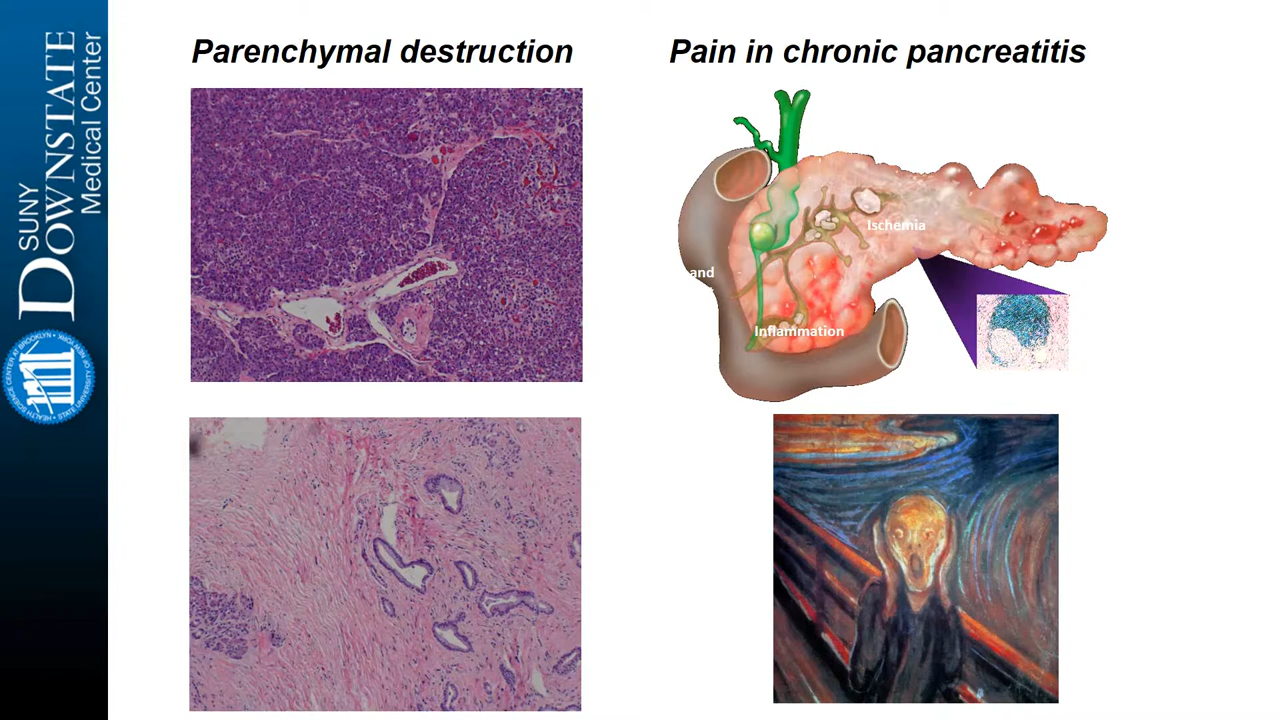 SUNY
DOWNSTATE
Medical Center
Parenchymal destruction
Pain in chronic pancreatitis
Ischemia
and
Inflammation